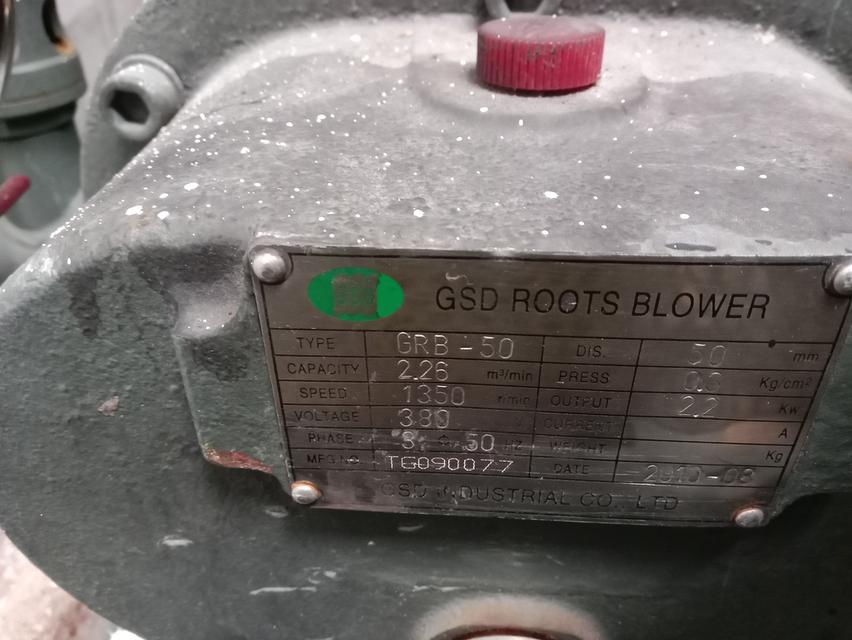 GSD ROOTS BLOWER
TYPE GRB-50 DIS. 50 mm
CAPACITY 2.26 m³/min PRESS Kg/cm²
SPEED 1350 r/min OUTPUT 2.2 Kw
VOLTAGE 380 V CURRENT A
PHASE 3 Φ 50 HZ WEIGHT Kg
MFG.NO. TG090077 DATE 2010-08
GSD INDUSTRIAL CO., LTD